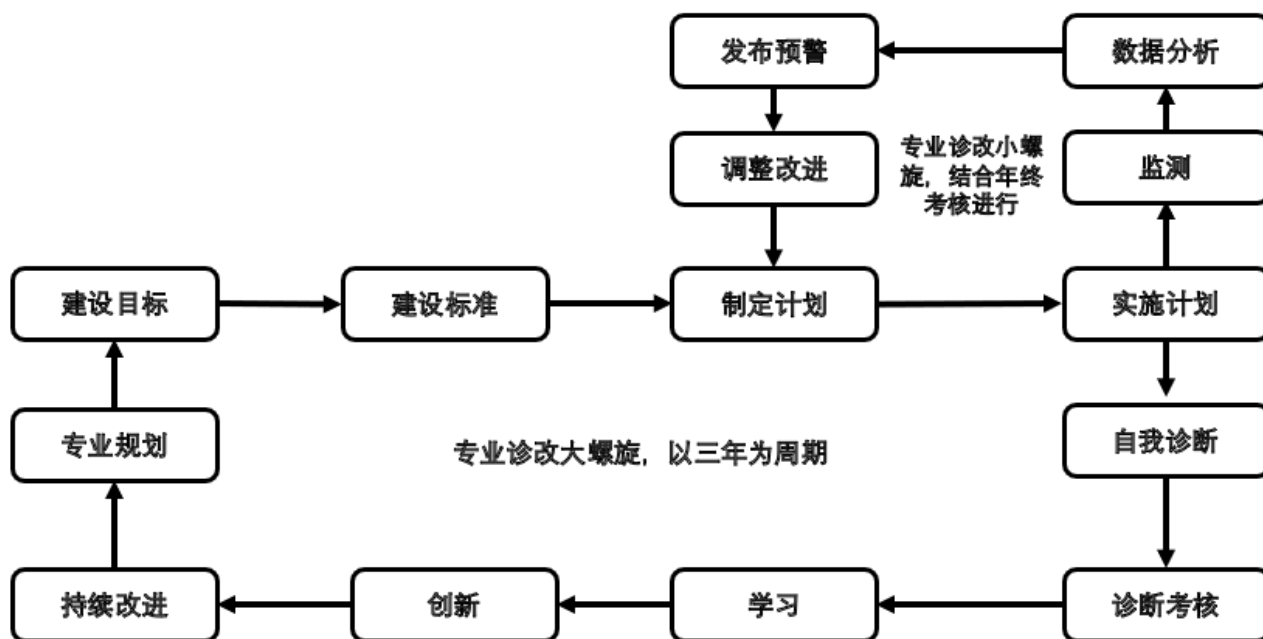 发布预警
数据分析
调整改进
专业诊改小螺
旋，结合年终
考核进行
监测
建设目标
建设标准
制定计划
实施计划
专业规划
专业诊改大螺旋，以三年为周期
自我诊断
持续改进
创新
学习
诊断考核